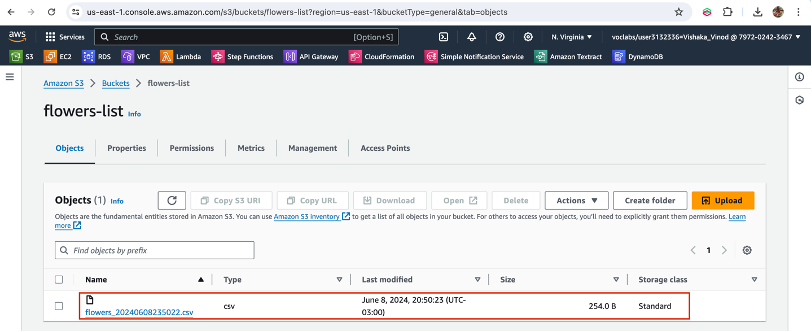 us-east-1.console.aws.amazon.com/s3/buckets/flowers-list?region=us-east-1&bucketType=general&tab=objects
aws Services Search [Option+S] N. Virginia ▼ voclabs/user3132336=Vishaka_Vinod @ 7972-0242-3467 ▼
S3 EC2 RDS VPC Lambda CloudFormation Step Functions API Gateway Simple Notification Service Amazon Textract DynamoDB
Amazon S3 > Buckets > flowers-list
flowers-list Info
Objects Properties Permissions Metrics Management Access Points
Objects (1) Info Copy S3 URI Copy URL Download Open Delete Actions ▼ Create folder Upload
Objects are the fundamental entities stored in Amazon S3. You can use Amazon S3 inventory to get a list of all objects in your bucket. For others to access your objects, you'll need to explicitly grant them permissions. Learn
more
Find objects by prefix 1
Name Type Last modified Size Storage class
flowers_20240608235022.csv csv June 8, 2024, 20:50:23 (UTC-
03:00) 254.0 B Standard